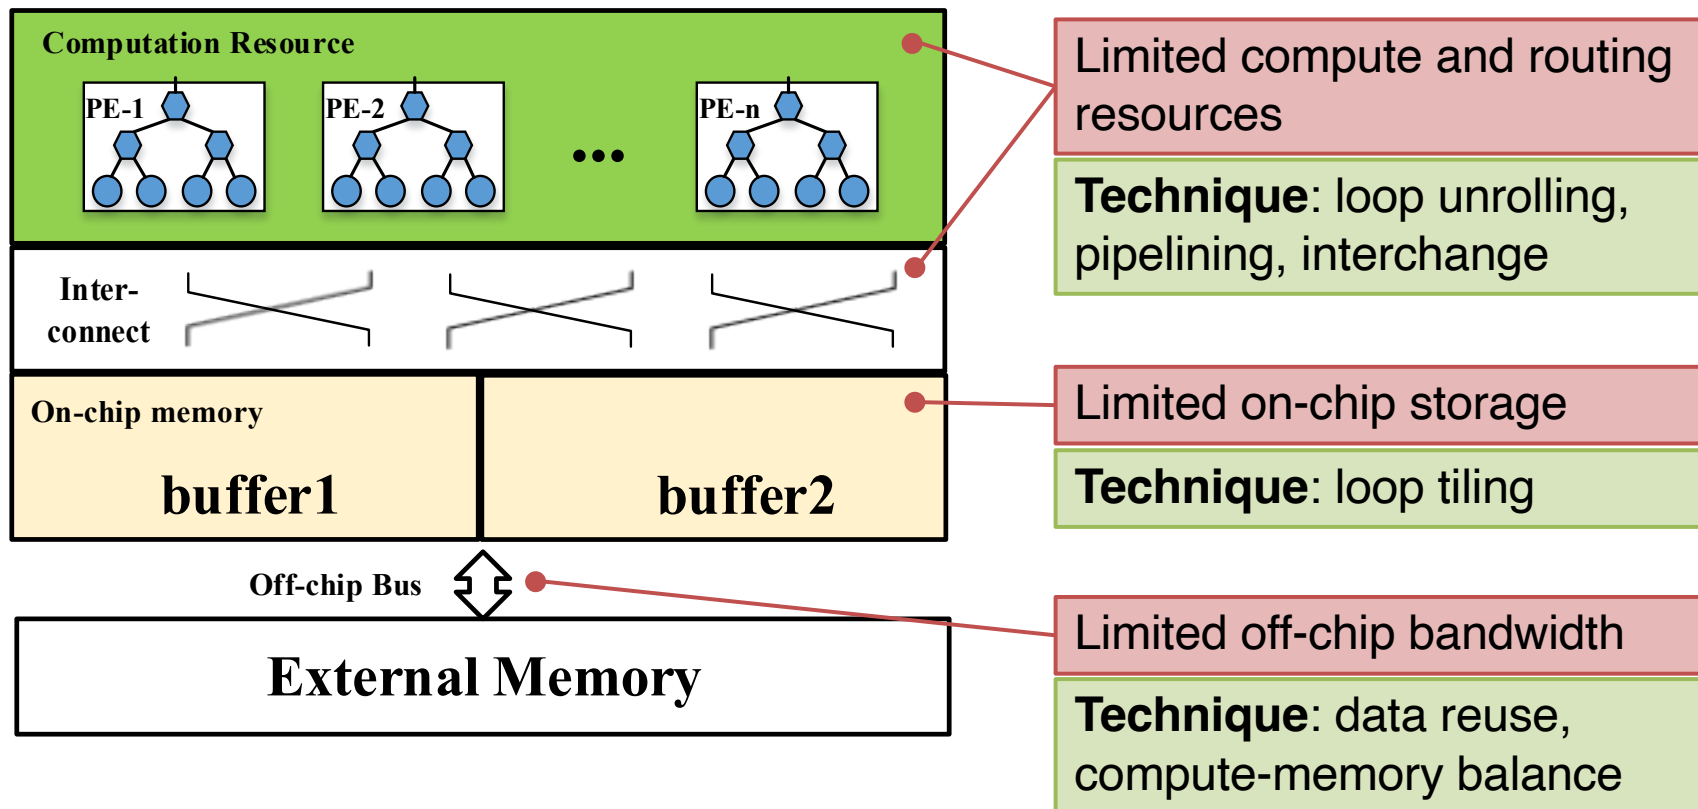 Computation Resource
PE-1
PE-2
...
PE-n
Inter-
connect
On-chip memory
buffer1
buffer2
Off-chip Bus
External Memory
Limited compute and routing
resources
Technique: loop unrolling,
pipelining, interchange
Limited on-chip storage
Technique: loop tiling
Limited off-chip bandwidth
Technique: data reuse,
compute-memory balance